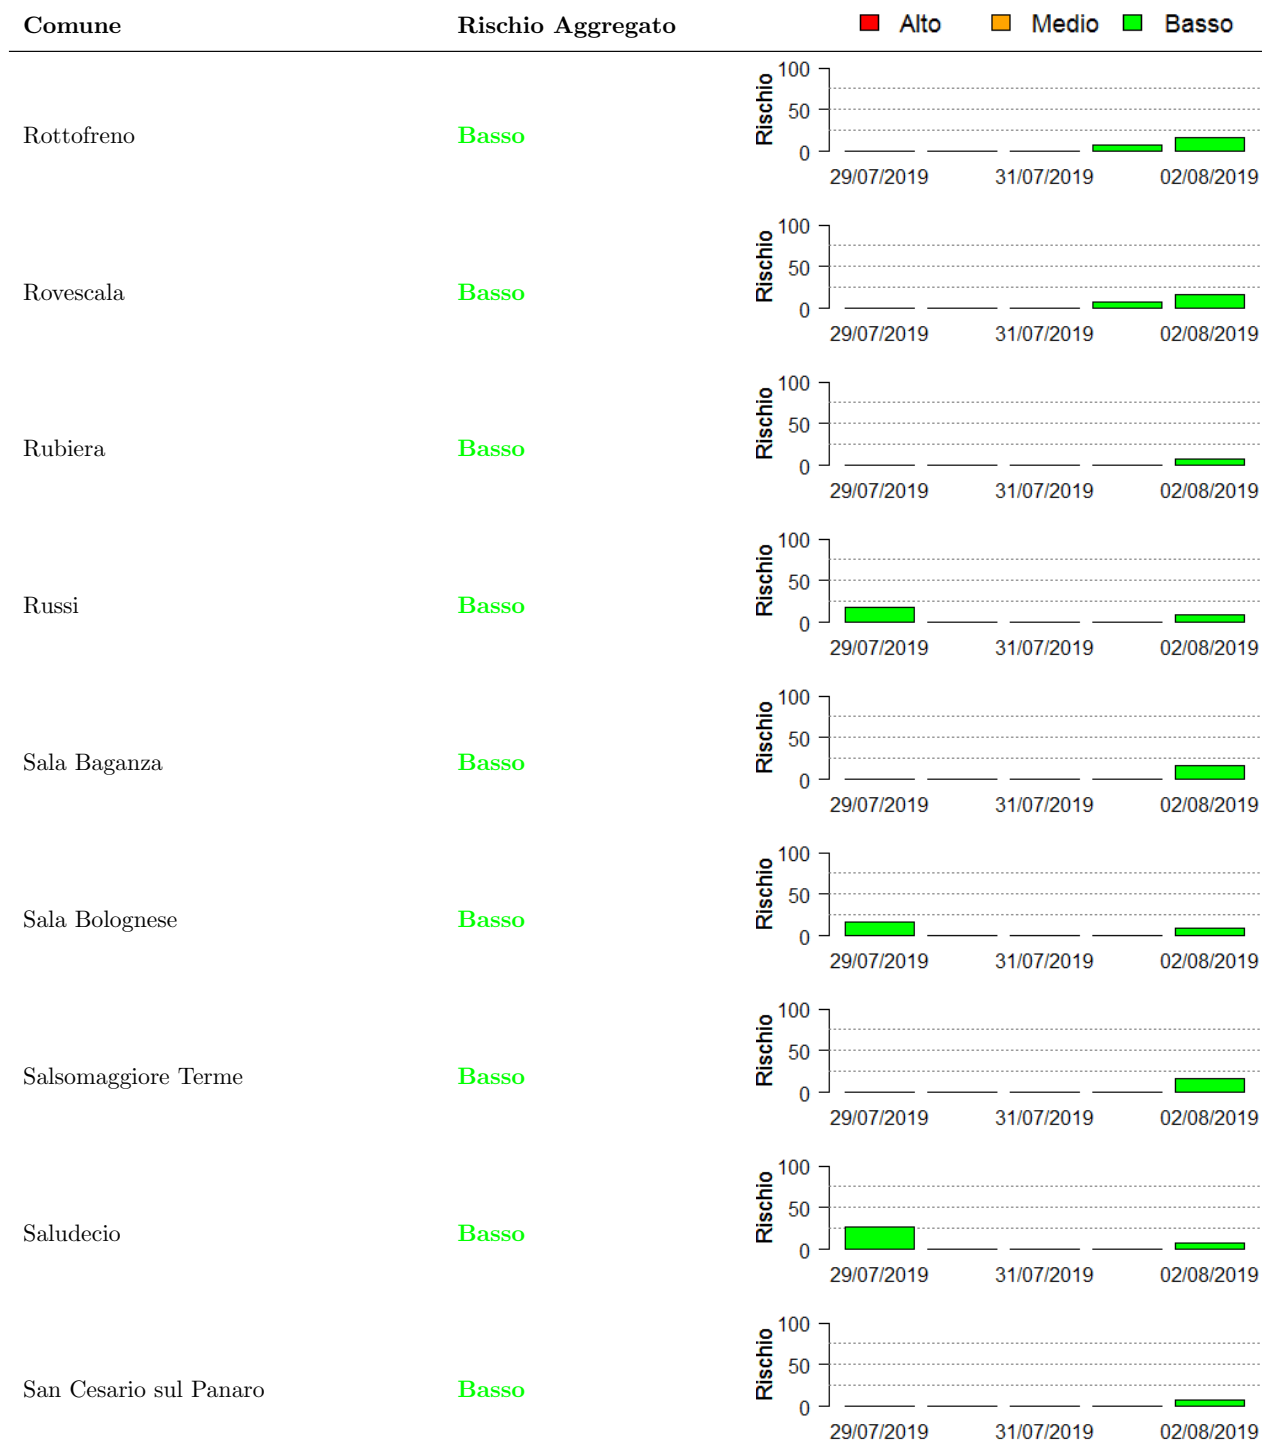 Comune Rischio Aggregato Alto Medio Basso
Rottofreno Basso
Rischio
100
50
0
29/07/2019 31/07/2019 02/08/2019
Rovescala Basso
Rischio
100
50
0
29/07/2019 31/07/2019 02/08/2019
Rubiera Basso
Rischio
100
50
0
29/07/2019 31/07/2019 02/08/2019
Russi Basso
Rischio
100
50
0
29/07/2019 31/07/2019 02/08/2019
Sala Baganza Basso
Rischio
100
50
0
29/07/2019 31/07/2019 02/08/2019
Sala Bolognese Basso
Rischio
100
50
0
29/07/2019 31/07/2019 02/08/2019
Salsomaggiore Terme Basso
Rischio
100
50
0
29/07/2019 31/07/2019 02/08/2019
Saludecio Basso
Rischio
100
50
0
29/07/2019 31/07/2019 02/08/2019
San Cesario sul Panaro Basso
Rischio
100
50
0
29/07/2019 31/07/2019 02/08/2019